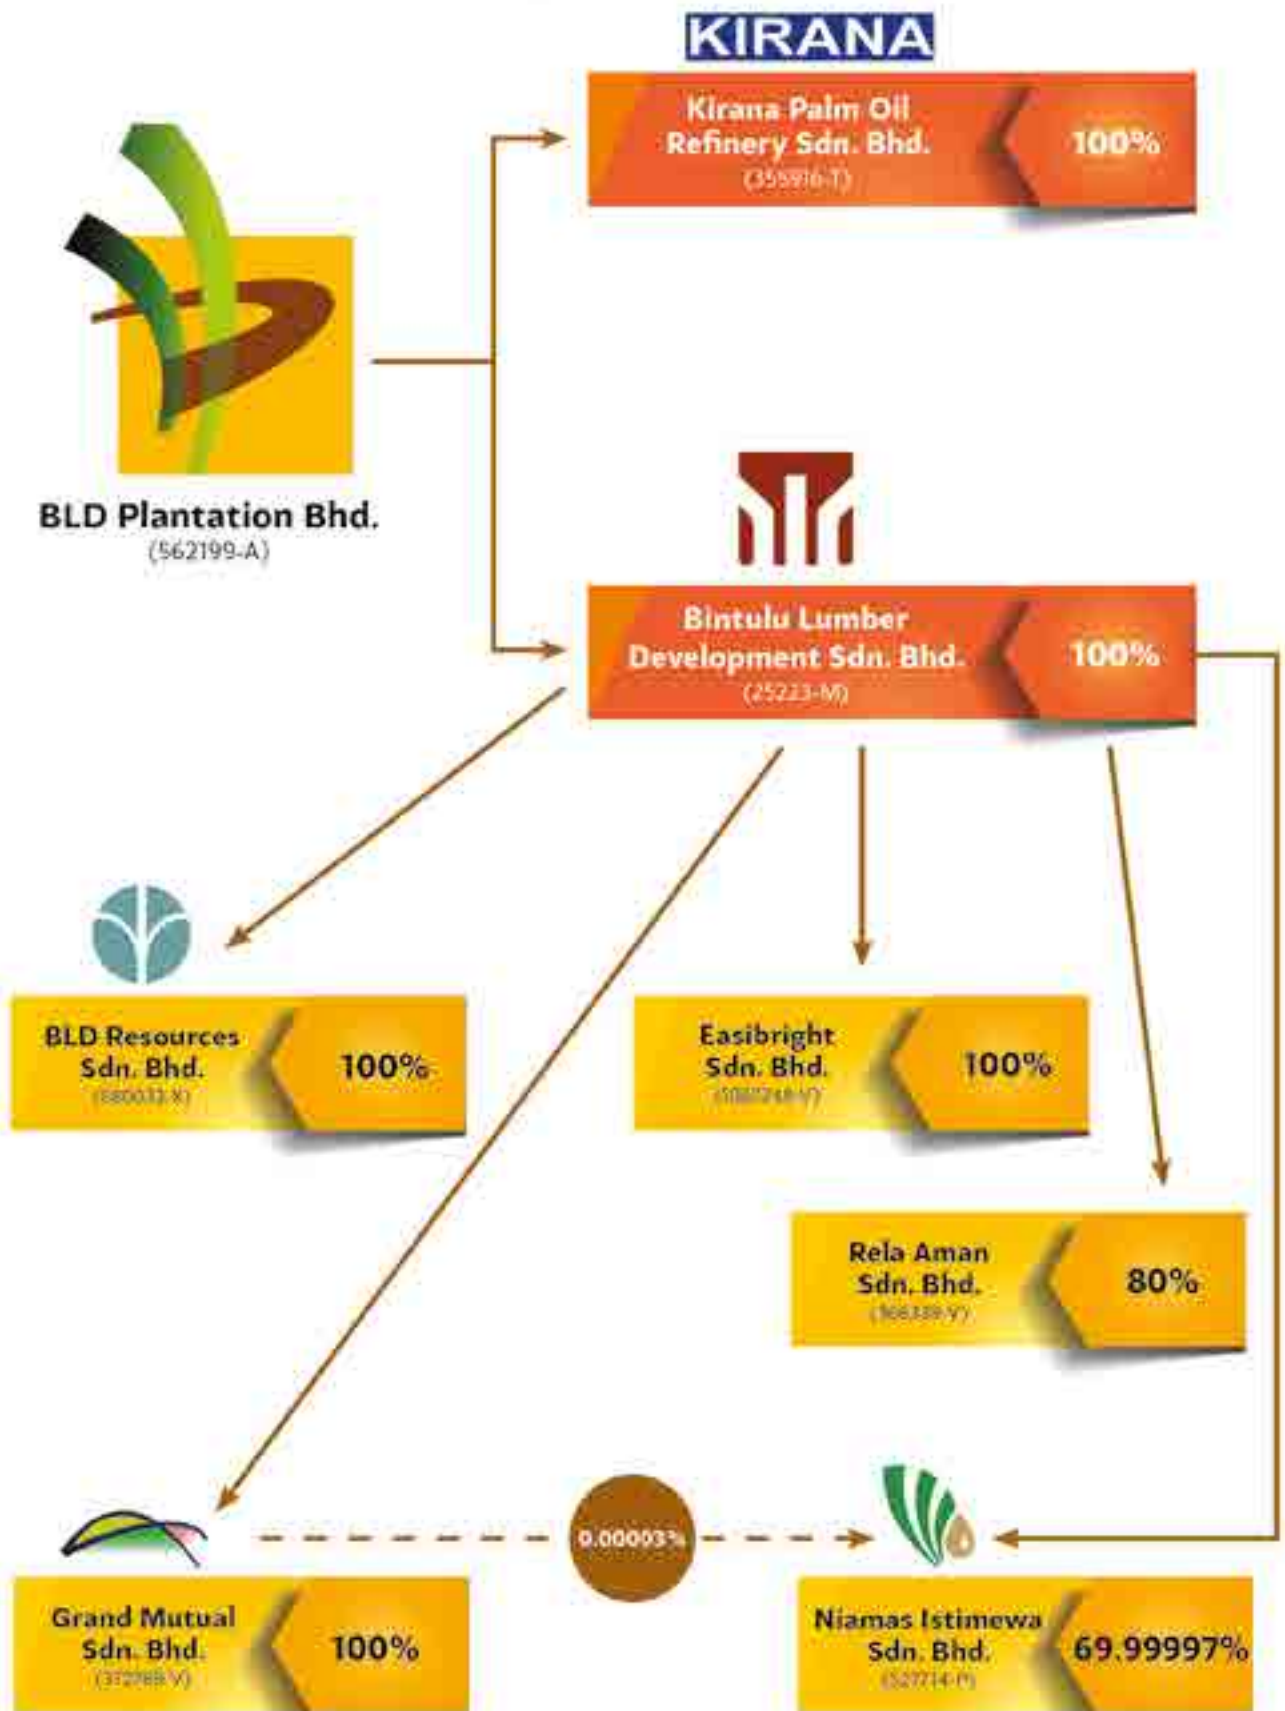 KIRANA
Kirana Palm Oil
Refinery Sdn. Bhd.
(355916-T)
100%
BLD Plantation Bhd.
(562199-A)
Bintulu Lumber
Development Sdn. Bhd.
(25223-M)
100%
BLD Resources
Sdn. Bhd.
100%
Easibright
Sdn. Bhd.
100%
Rela Aman
Sdn. Bhd.
80%
0.00003%
Grand Mutual
Sdn. Bhd.
100%
Niamas Istimewa
Sdn. Bhd.
69.99997%